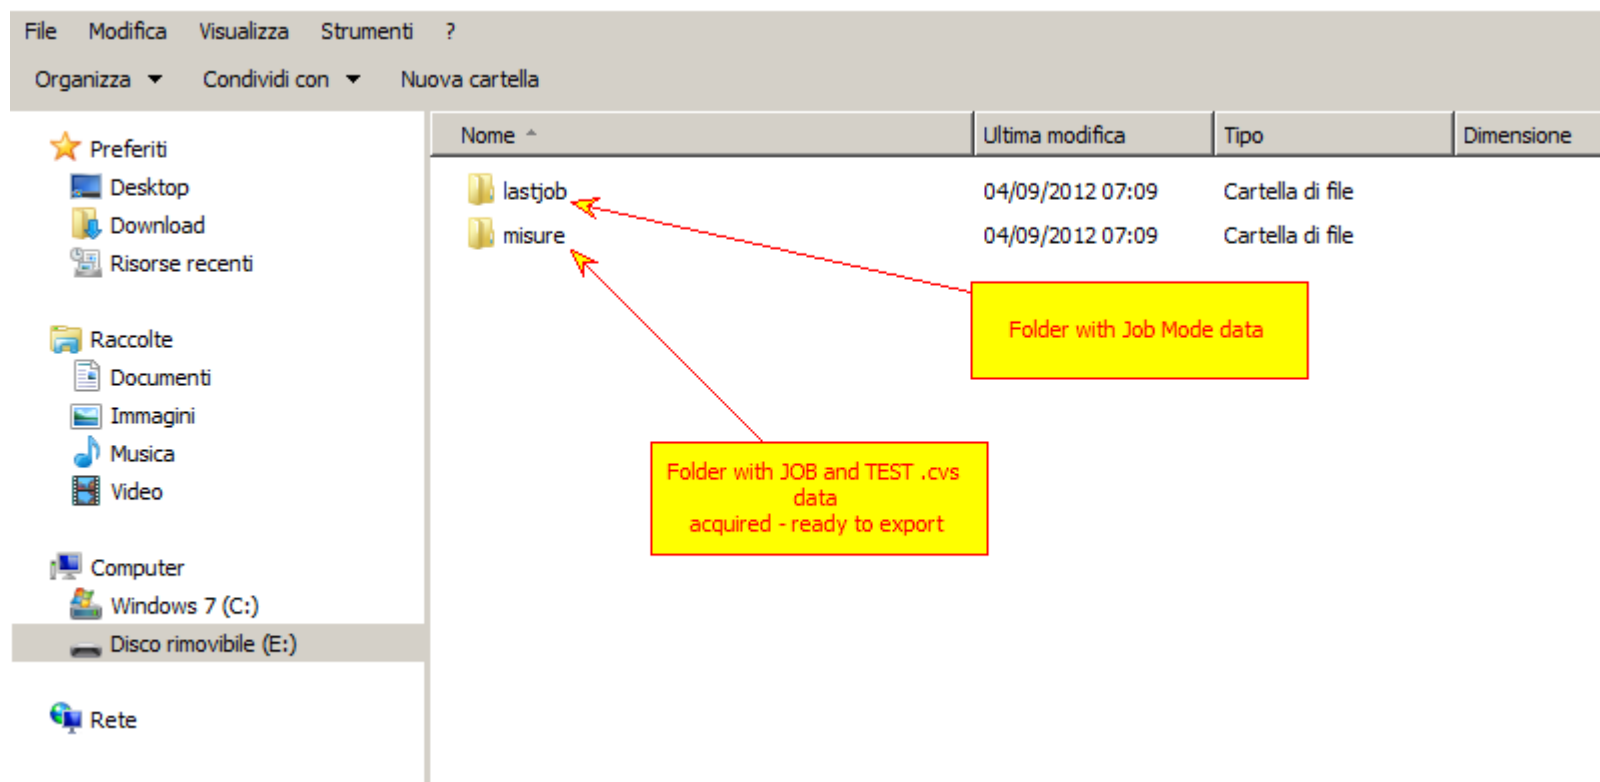 File Modifica Visualizza Strumenti ?
Organizza Condividi con Nuova cartella
Preferiti
Desktop
Download
Risorse recenti
Raccolte
Documenti
Immagini
Musica
Video
Computer
Windows 7 (C:)
Disco rimovibile (E:)
Rete
Nome Ultima modifica Tipo Dimensione
lastjob 04/09/2012 07:09 Cartella di file
misure 04/09/2012 07:09 Cartella di file
Folder with Job Mode data
Folder with JOB and TEST .cvs
data
acquired - ready to export